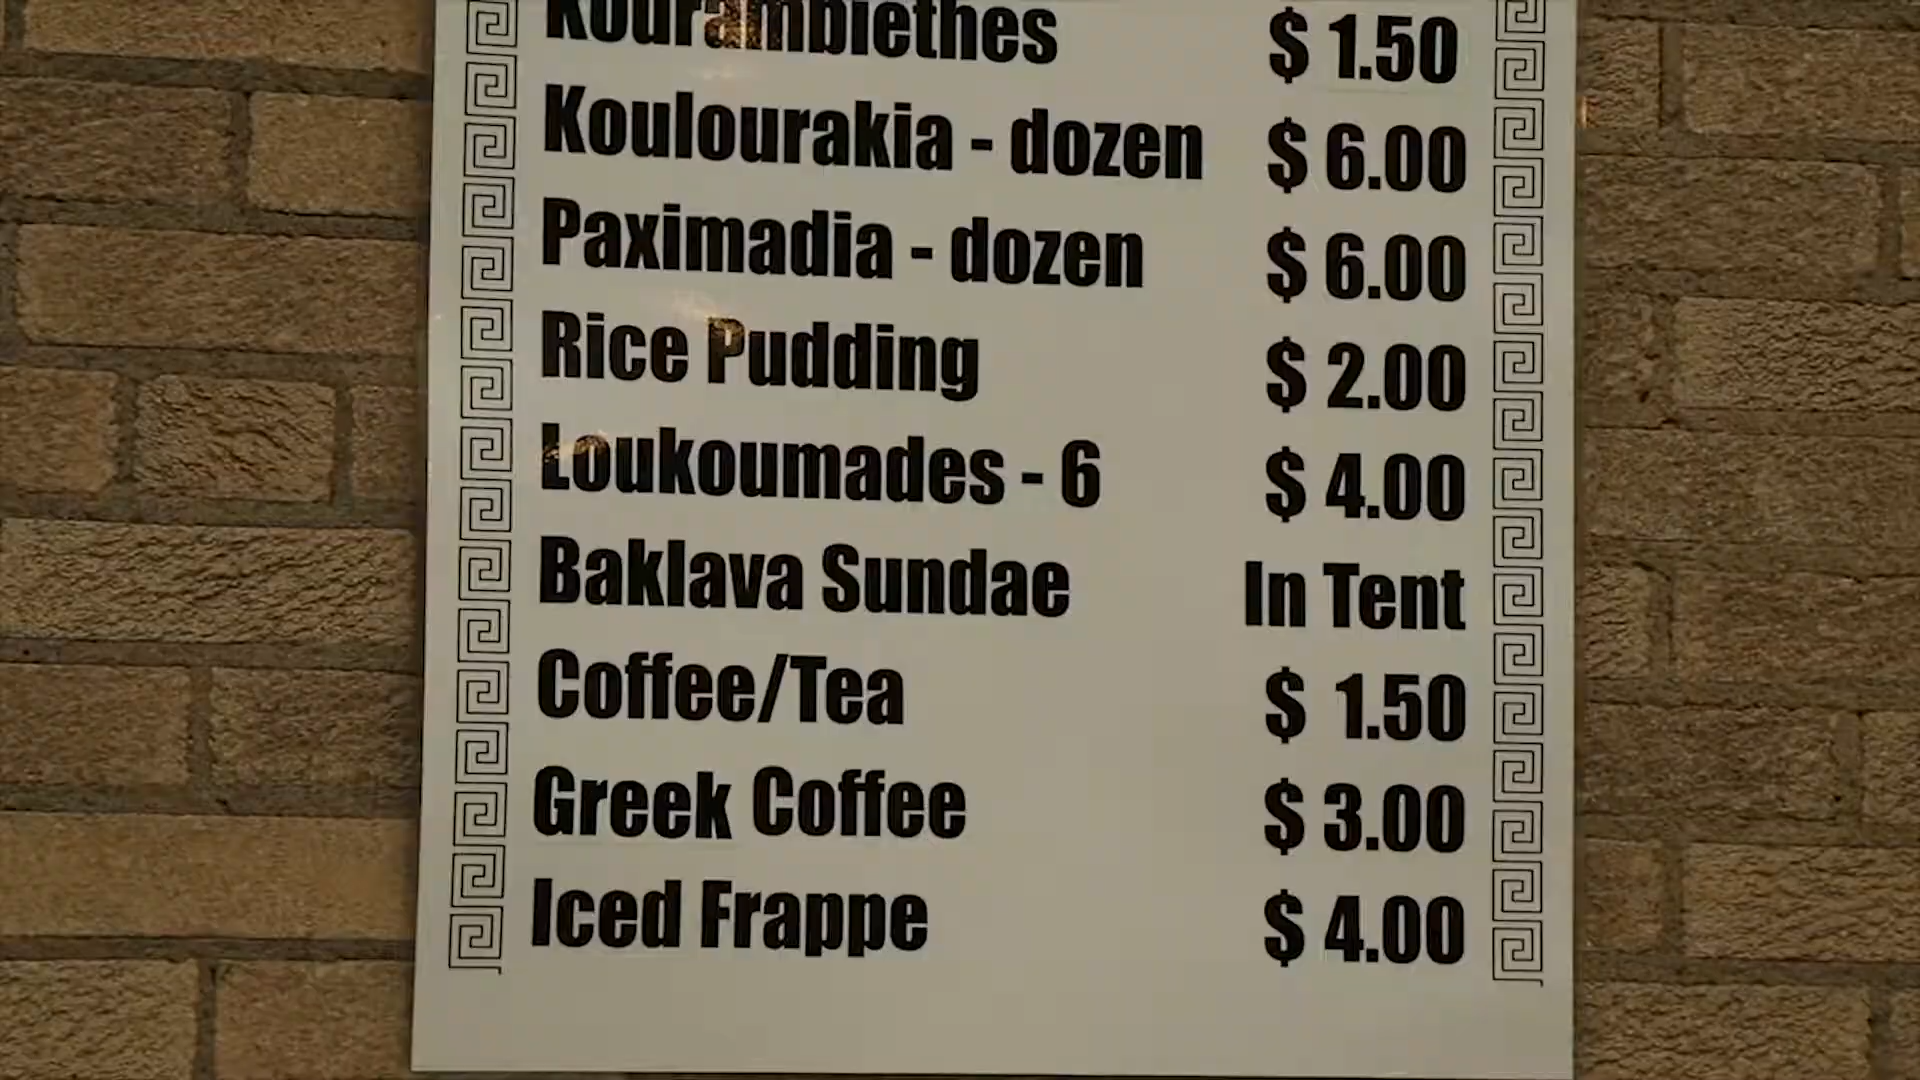 Kourambiethes $ 1.50
Koulourakia - dozen $ 6.00
Paximadia - dozen $ 6.00
Rice Pudding $ 2.00
Loukoumades - 6 $ 4.00
Baklava Sundae In Tent
Coffee/Tea $ 1.50
Greek Coffee $ 3.00
Iced Frappe $ 4.00